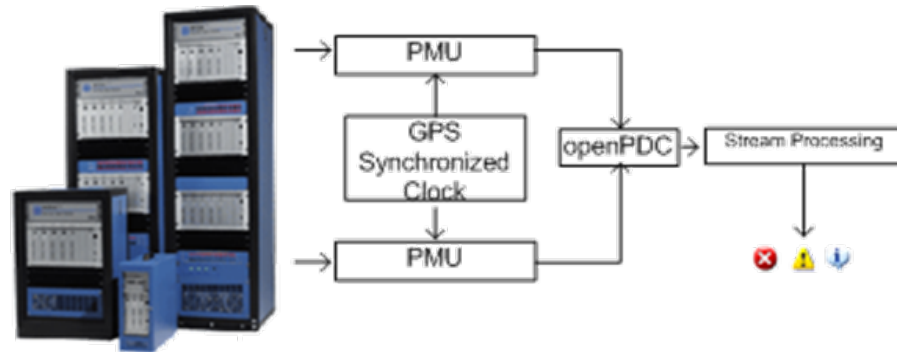 PMU
GPS
Synchronized
Clock
openPDC
Stream Processing
PMU